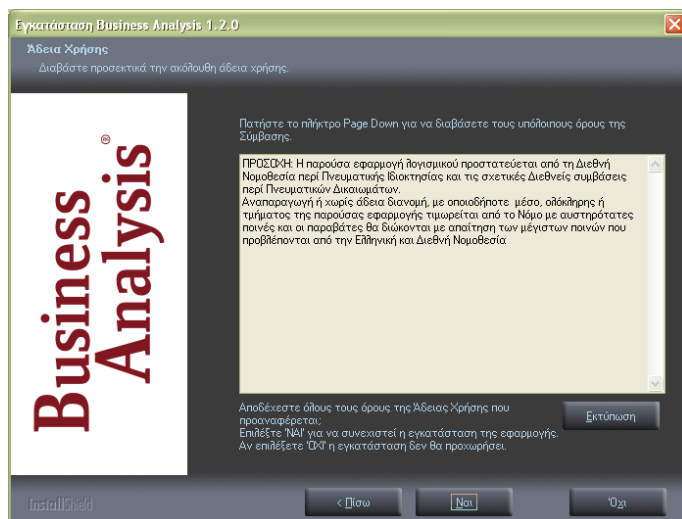 Εγκατάσταση Business Analysis 1.2.0
Άδεια Χρήσης
Διαβάστε προσεκτικά την ακόλουθη άδεια χρήσης.
Business
Analysis®
Πατήστε το πλήκτρο Page Down για να διαβάσετε τους υπόλοιπους όρους της
Σύμβασης.
ΠΡΟΣΟΧΗ: Η παρούσα εφαρμογή λογισμικού προστατεύεται από τη Διεθνή
Νομοθεσία περί Πνευματικής Ιδιοκτησίας και τις σχετικές Διεθνείς συμβάσεις
περί Πνευματικών Δικαιωμάτων.
Αναπαραγωγή ή χωρίς άδεια διανομή, με οποιοδήποτε μέσο, ολόκληρης ή
τμήματος της παρούσας εφαρμογής τιμωρείται από το Νόμο με αυστηρότατες
ποινές και οι παραβάτες θα διώκονται με απαίτηση των μέγιστων ποινών που
προβλέπονται από την Ελληνική και Διεθνή Νομοθεσία
Αποδέχεστε όλους τους όρους της Άδειας Χρήσης που
προαναφέρεται;
Επιλέξτε 'ΝΑΙ' για να συνεχιστεί η εγκατάσταση της εφαρμογής.
Αν επιλέξετε 'ΌΧΙ' η εγκατάσταση δεν θα προχωρήσει.
Εκτύπωση
InstallShield
< Πίσω
Ναι
Όχι